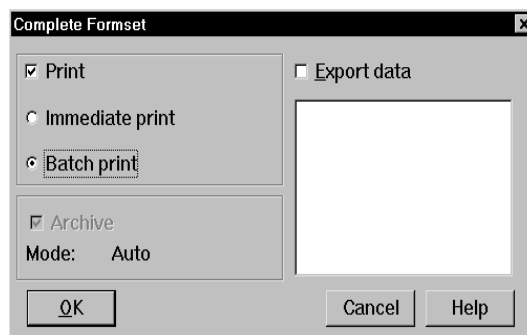 Complete Formset
Print
Export data
Immediate print
Batch print
Archive
Mode: Auto
OK
Cancel
Help